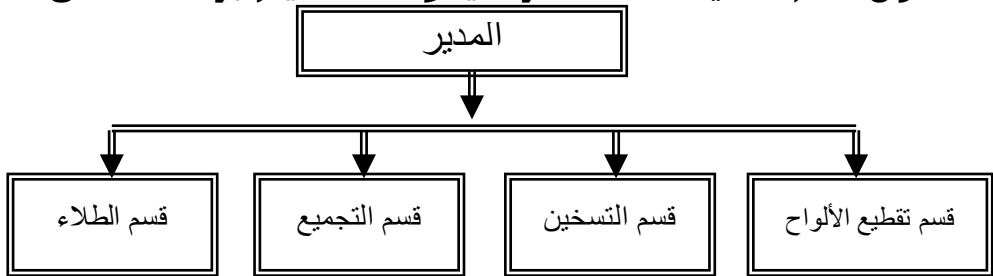 المدير
قسم تقطيع الألواح
قسم التسخين
قسم التجميع
قسم الطلاء